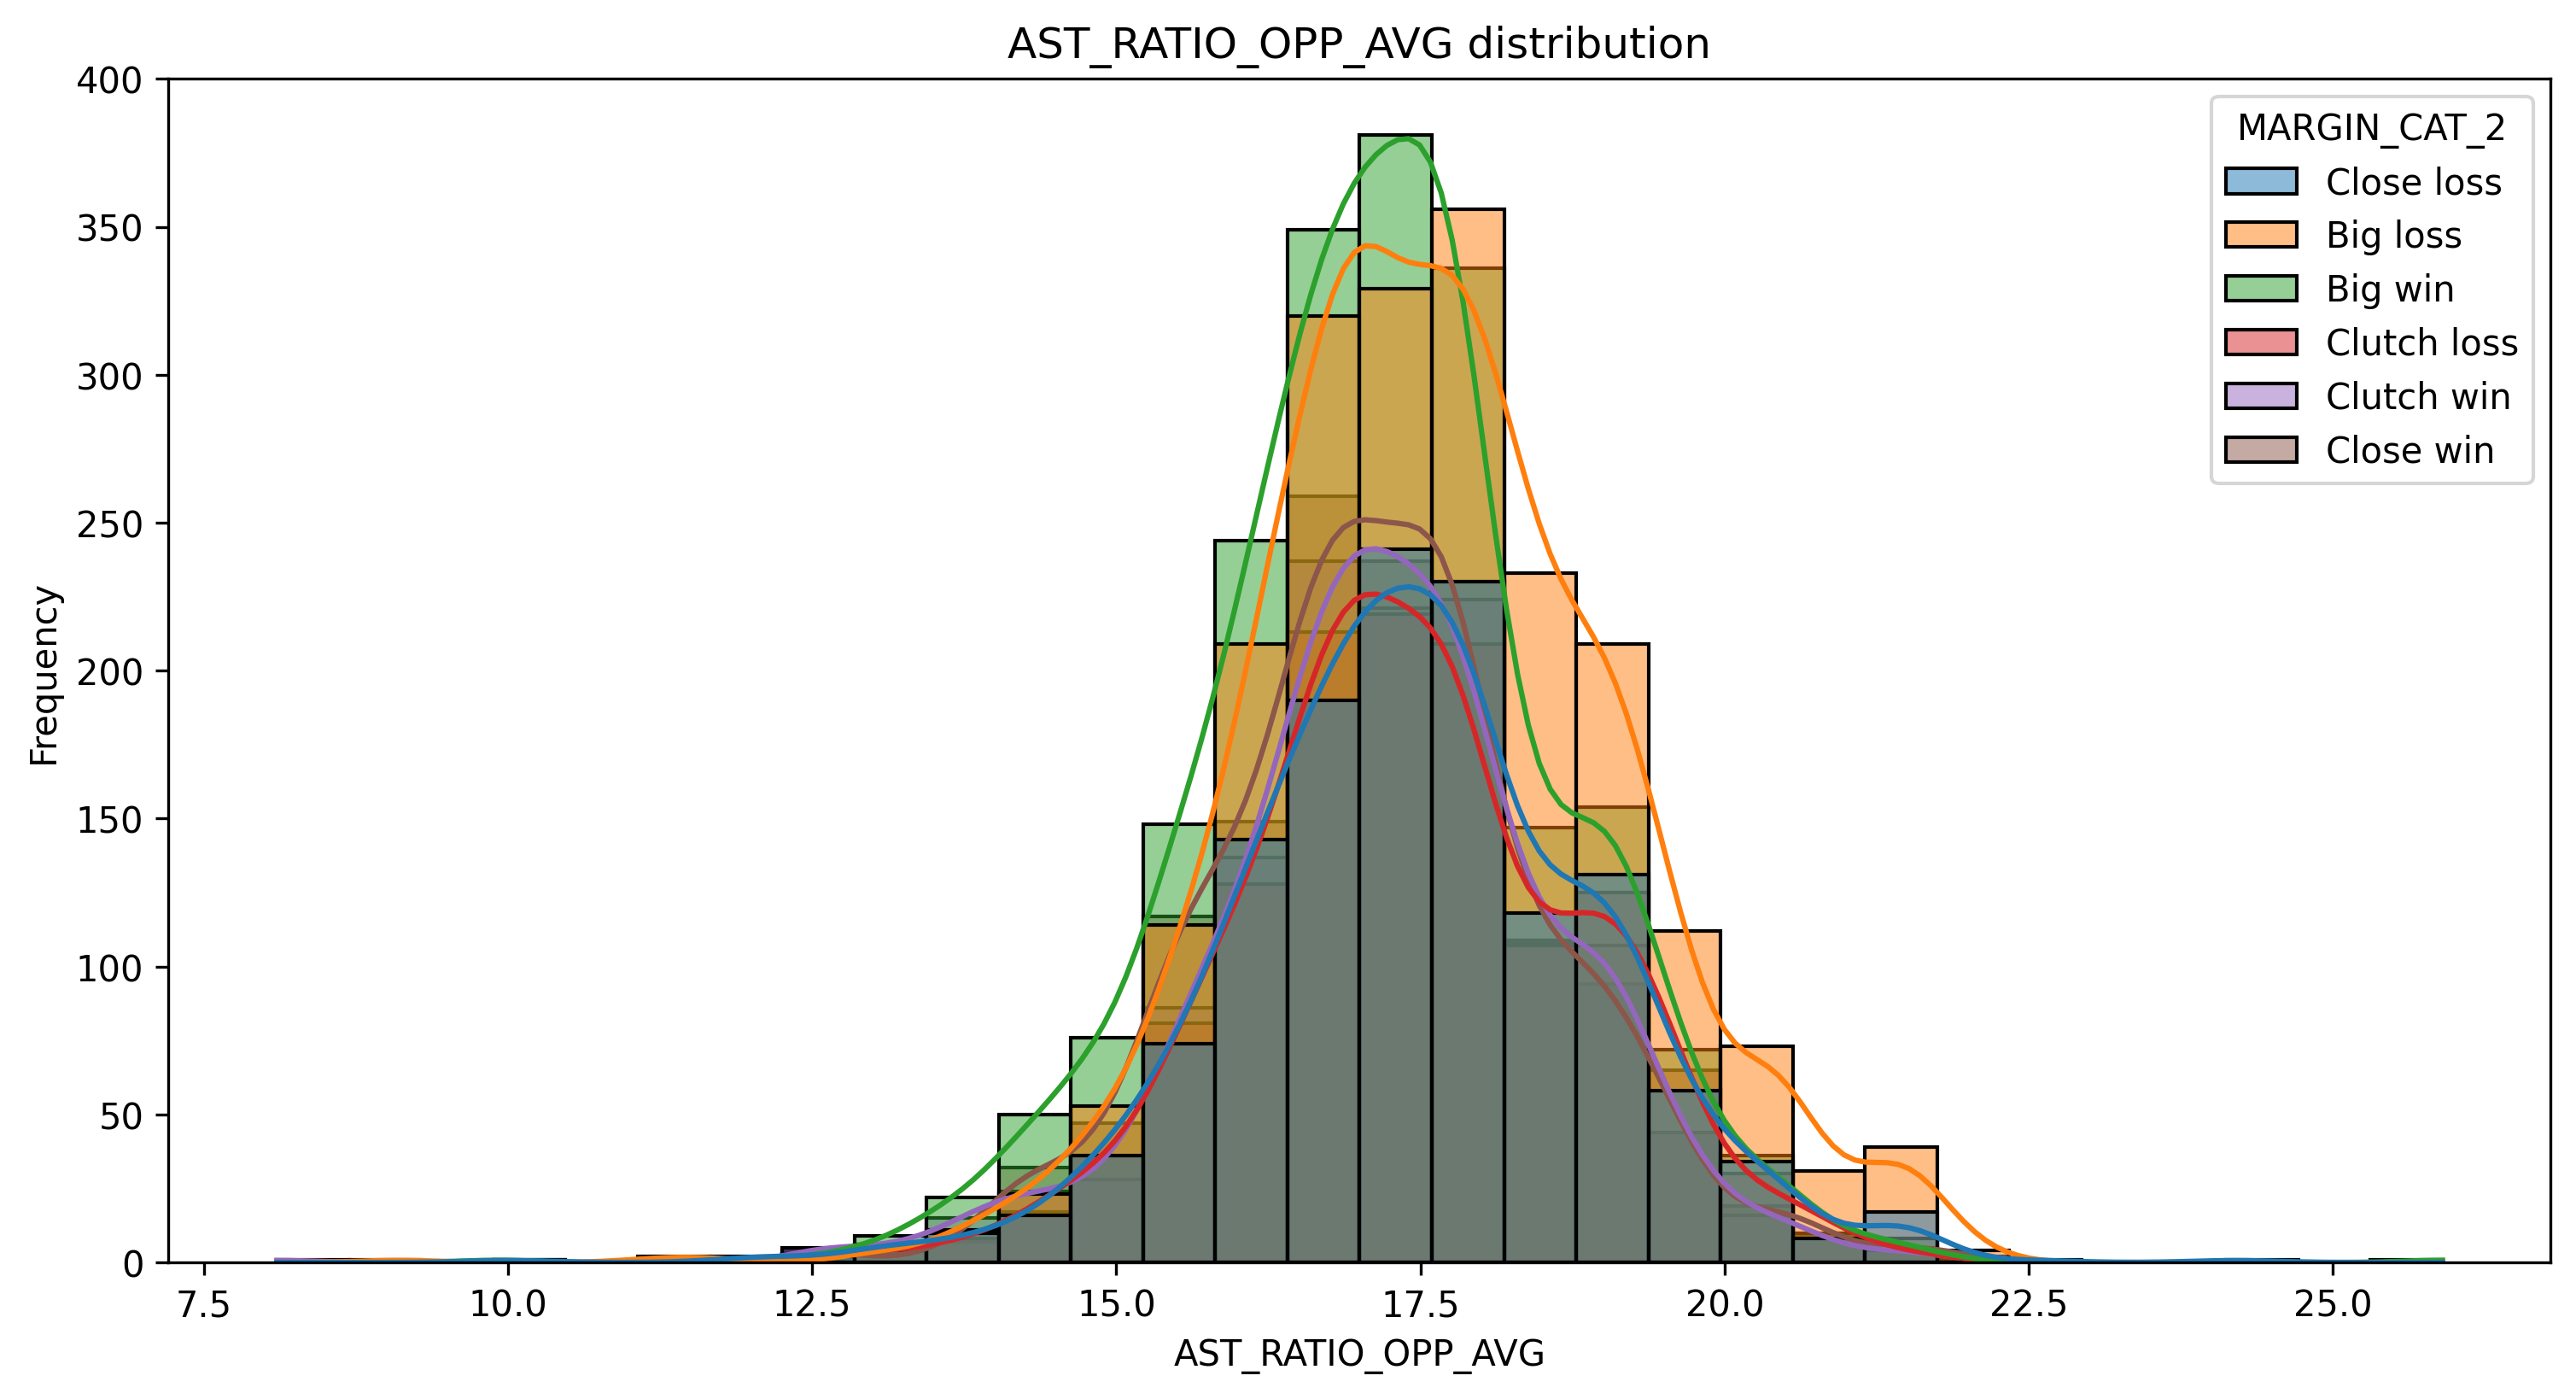 AST_RATIO_OPP_AVG distribution
400
350
300
250
200
150
100
50
0
Frequency
7.5 10.0 12.5 15.0 17.5 20.0 22.5 25.0
AST_RATIO_OPP_AVG
MARGIN_CAT_2
Close loss
Big loss
Big win
Clutch loss
Clutch win
Close win